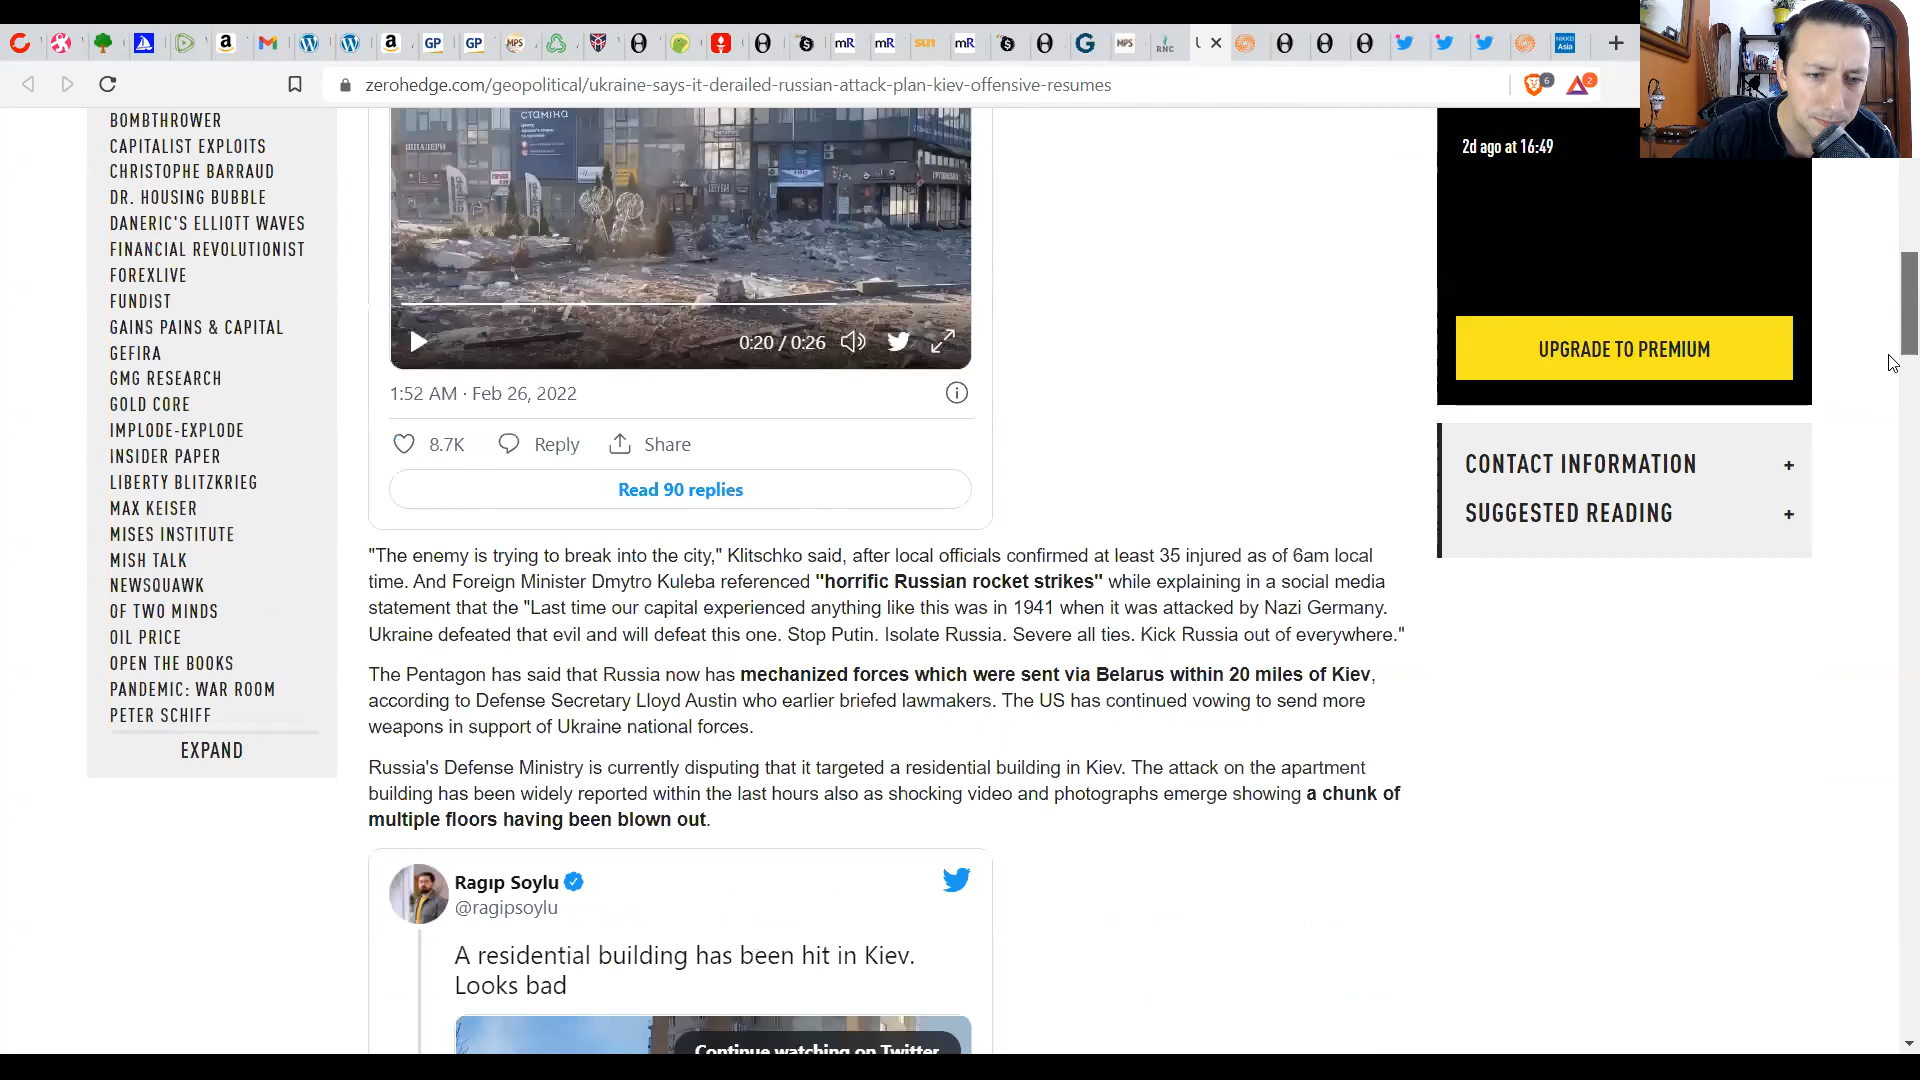 zerohedge.com/geopolitical/ukraine-says-it-derailed-russian-attack-plan-kiev-offensive-resumes
6
2
BOMBTHROWER
CAPITALIST EXPLOITS
CHRISTOPHE BARRAUD
DR. HOUSING BUBBLE
DANERIC'S ELLIOTT WAVES
FINANCIAL REVOLUTIONIST
FOREXLIVE
FUNDIST
GAINS PAINS & CAPITAL
GEFIRA
GMG RESEARCH
GOLD CORE
IMPLODE-EXPLODE
INSIDER PAPER
LIBERTY BLITZKRIEG
MAX KEISER
MISES INSTITUTE
MISH TALK
NEWSQUAWK
OF TWO MINDS
OIL PRICE
OPEN THE BOOKS
PANDEMIC: WAR ROOM
PETER SCHIFF
EXPAND
стаміна
ШПАЛЕРИ
0:20 / 0:26
1:52 AM · Feb 26, 2022
8.7K Reply Share
Read 90 replies
"The enemy is trying to break into the city," Klitschko said, after local officials confirmed at least 35 injured as of 6am local
time. And Foreign Minister Dmytro Kuleba referenced "horrific Russian rocket strikes" while explaining in a social media
statement that the "Last time our capital experienced anything like this was in 1941 when it was attacked by Nazi Germany.
Ukraine defeated that evil and will defeat this one. Stop Putin. Isolate Russia. Severe all ties. Kick Russia out of everywhere."
The Pentagon has said that Russia now has mechanized forces which were sent via Belarus within 20 miles of Kiev,
according to Defense Secretary Lloyd Austin who earlier briefed lawmakers. The US has continued vowing to send more
weapons in support of Ukraine national forces.
Russia's Defense Ministry is currently disputing that it targeted a residential building in Kiev. The attack on the apartment
building has been widely reported within the last hours also as shocking video and photographs emerge showing a chunk of
multiple floors having been blown out.
Ragıp Soylu
@ragipsoylu
A residential building has been hit in Kiev.
Looks bad
Continue watching on Twitter
2d ago at 16:49
UPGRADE TO PREMIUM
CONTACT INFORMATION +
SUGGESTED READING +